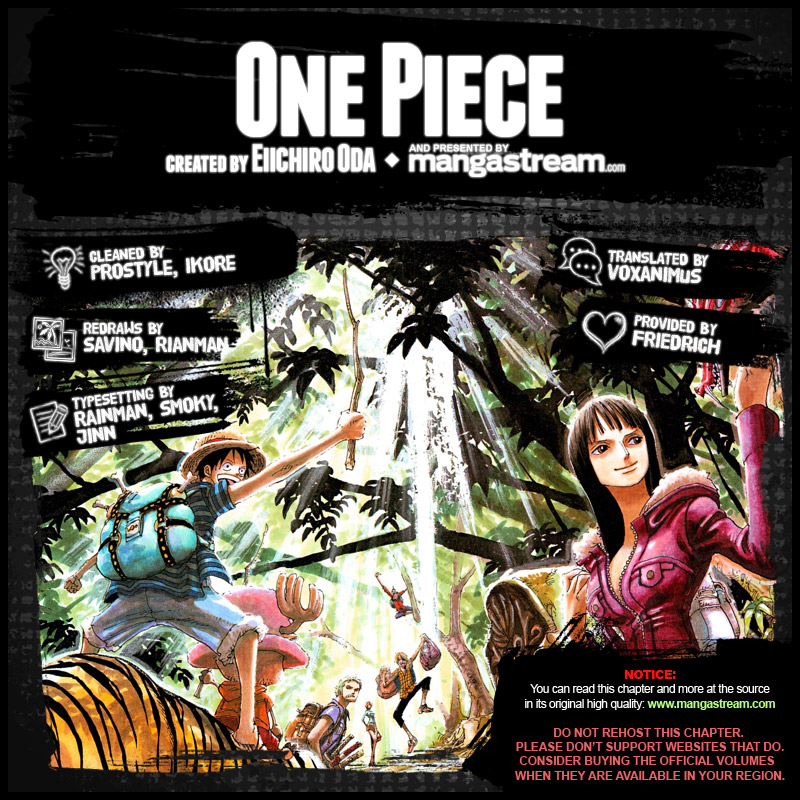 ONE PIECE
CREATED BY EIICHIRO ODA ◆ AND PRESENTED BY mangastream.com
CLEANED BY
PROSTYLE, IKORE
REDRAWS BY
SAVINO, RIANMAN
TYPESETTING BY
RAINMAN, SMOKY,
JINN
TRANSLATED BY
VOXANIMUS
PROVIDED BY
FRIEDRICH
NOTICE:
You can read this chapter and more at the source
in its original high quality: www.mangastream.com
DO NOT REHOST THIS CHAPTER.
PLEASE DON'T SUPPORT WEBSITES THAT DO.
CONSIDER BUYING THE OFFICIAL VOLUMES
WHEN THEY ARE AVAILABLE IN YOUR REGION.